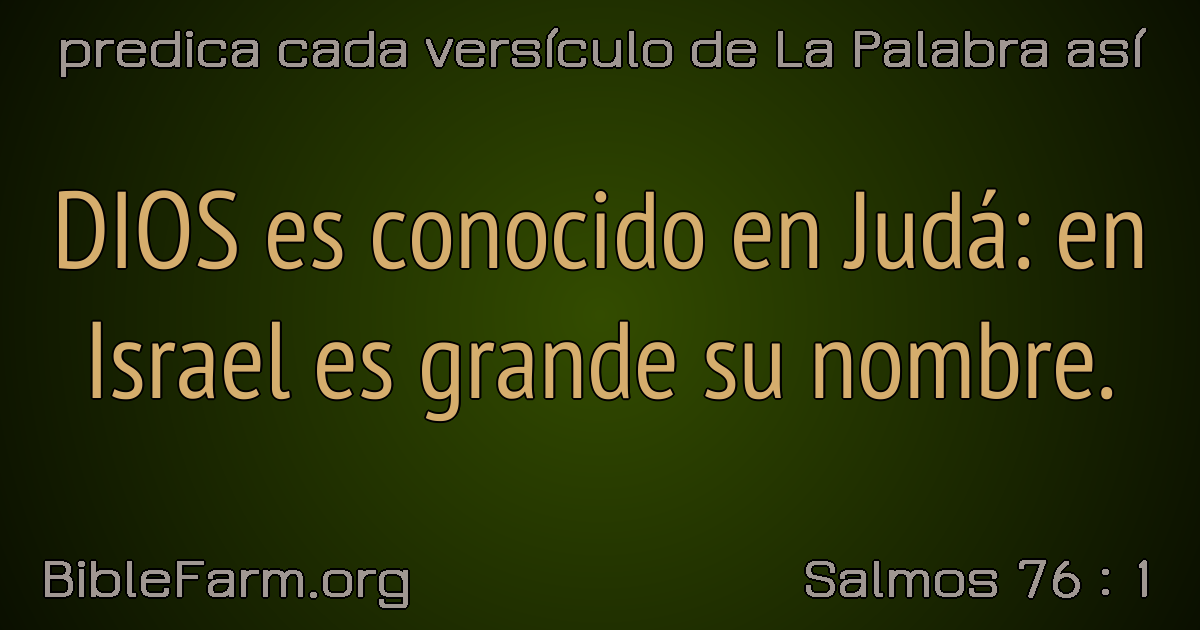 predica cada versículo de La Palabra así
DIOS es conocido en Judá: en
Israel es grande su nombre.
BibleFarm.org
Salmos 76 : 1